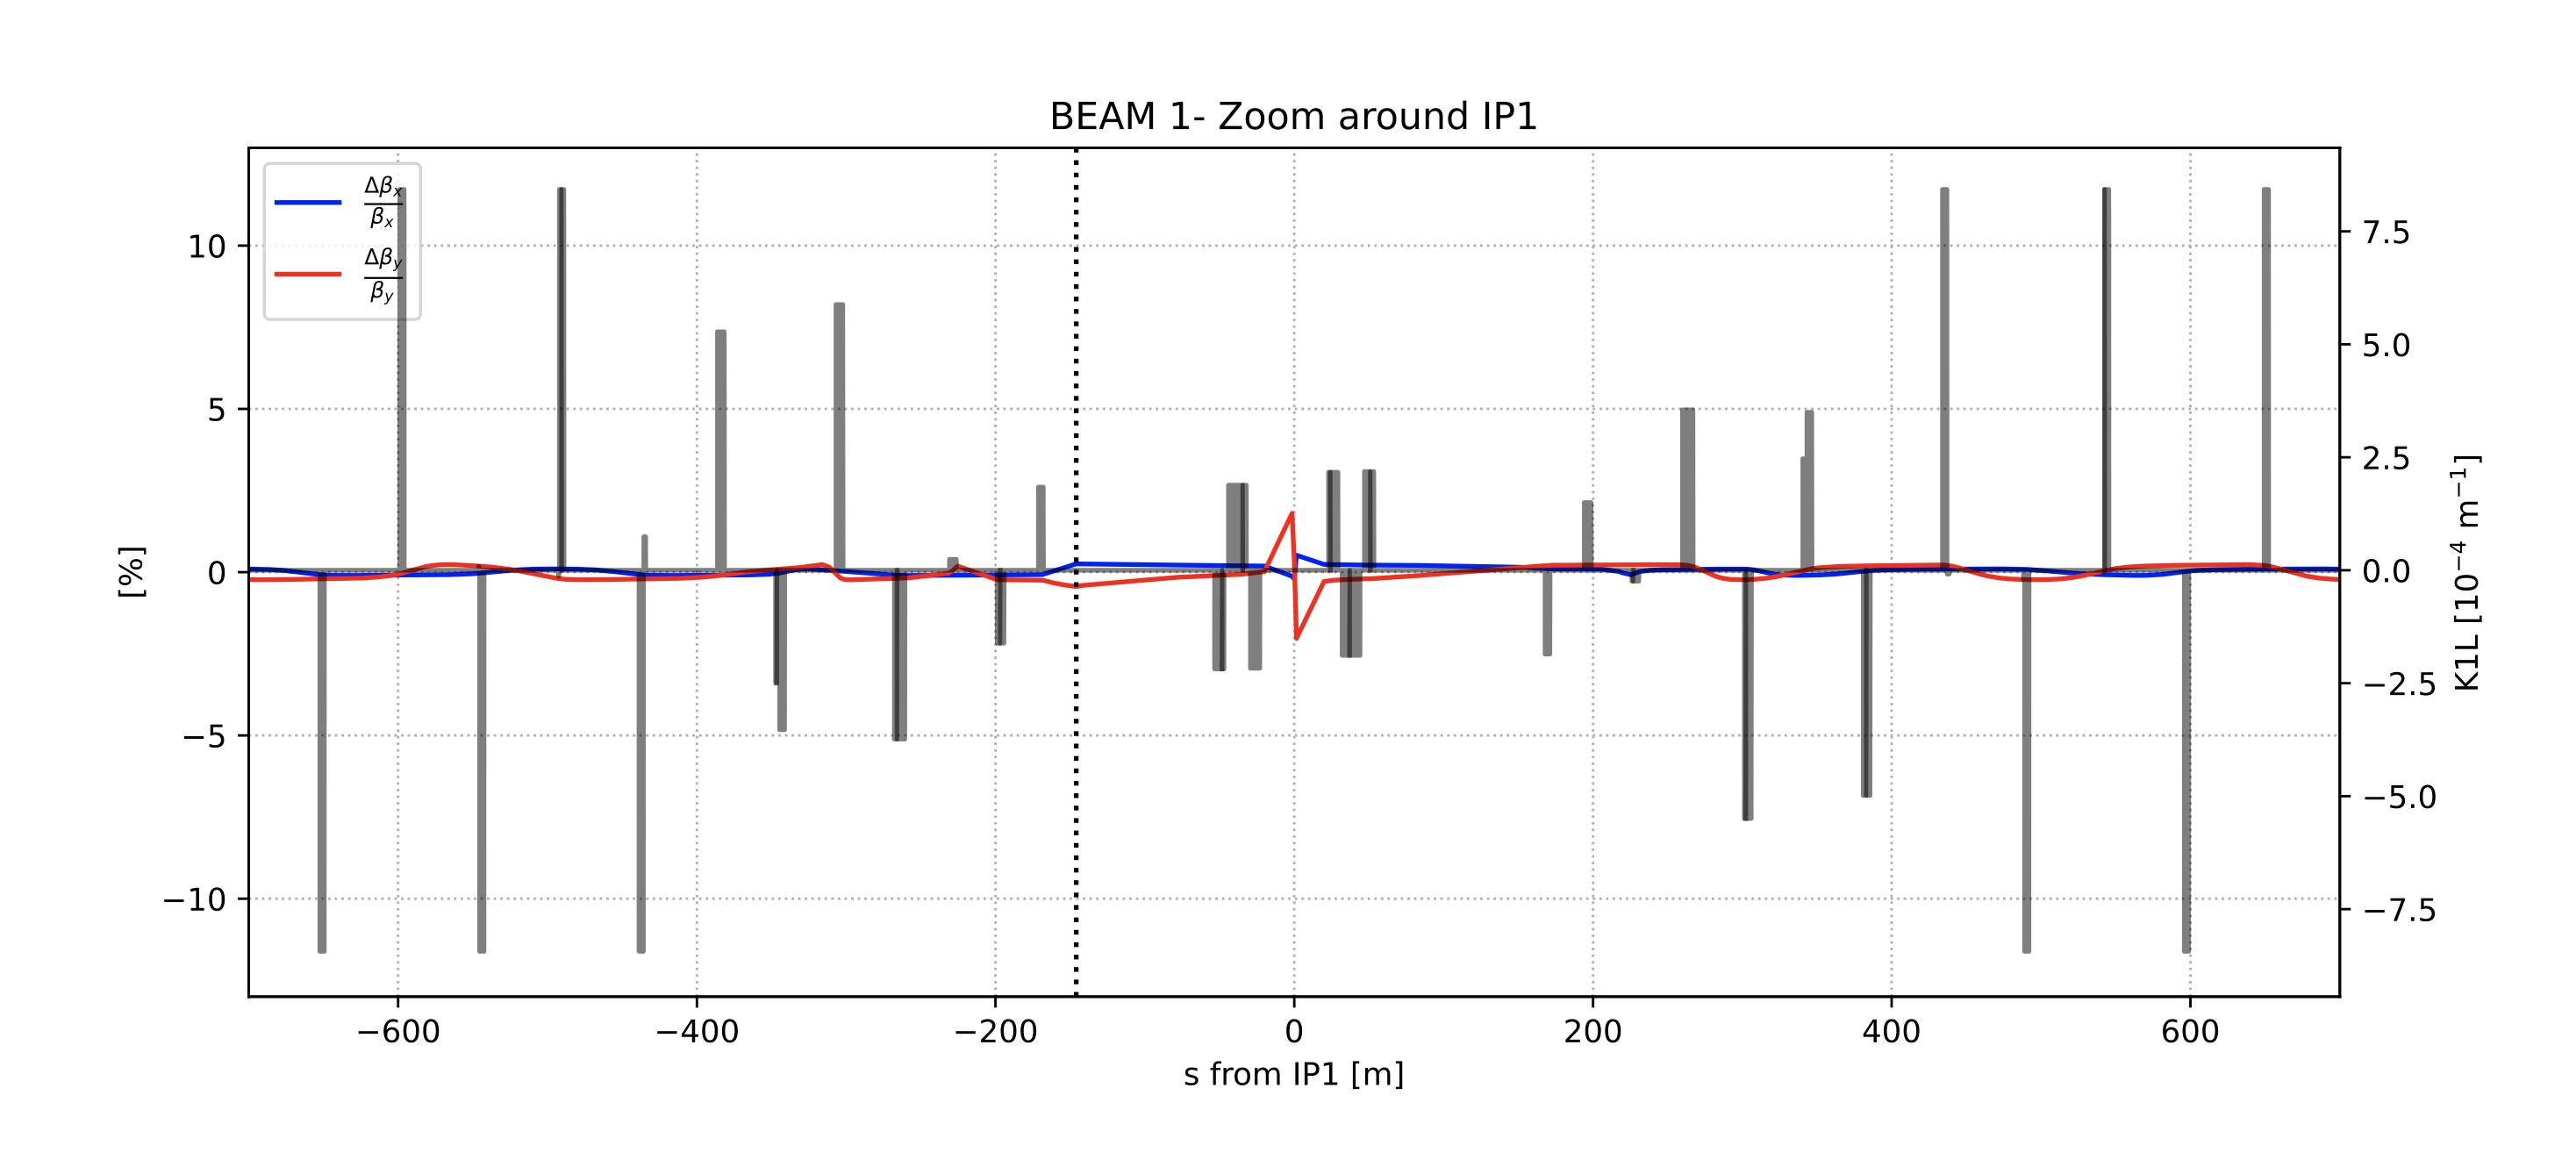 BEAM 1- Zoom around IP1
Δβx
βx
Δβy
βy
10
5
0
−5
−10
[%]
7.5
5.0
2.5
0.0
−2.5
−5.0
−7.5
K1L [10⁻⁴ m⁻¹]
−600 −400 −200 0 200 400 600
s from IP1 [m]